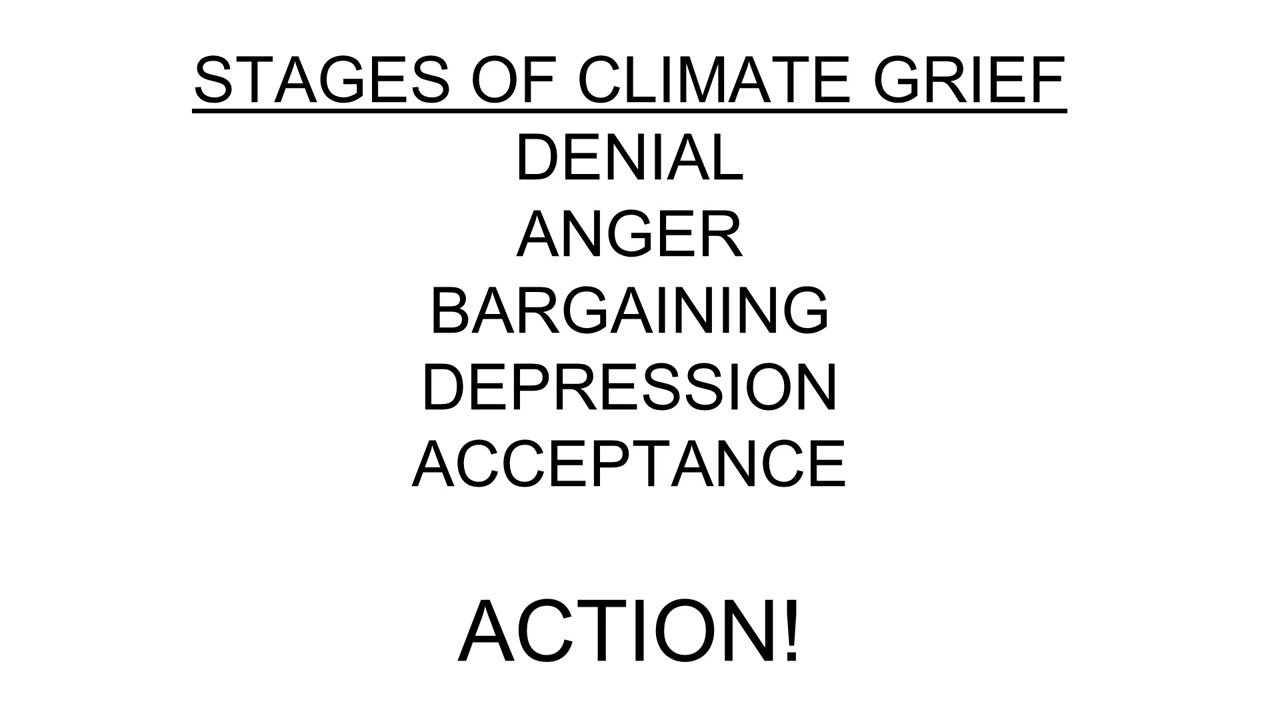 STAGES OF CLIMATE GRIEF
DENIAL
ANGER
BARGAINING
DEPRESSION
ACCEPTANCE
ACTION!